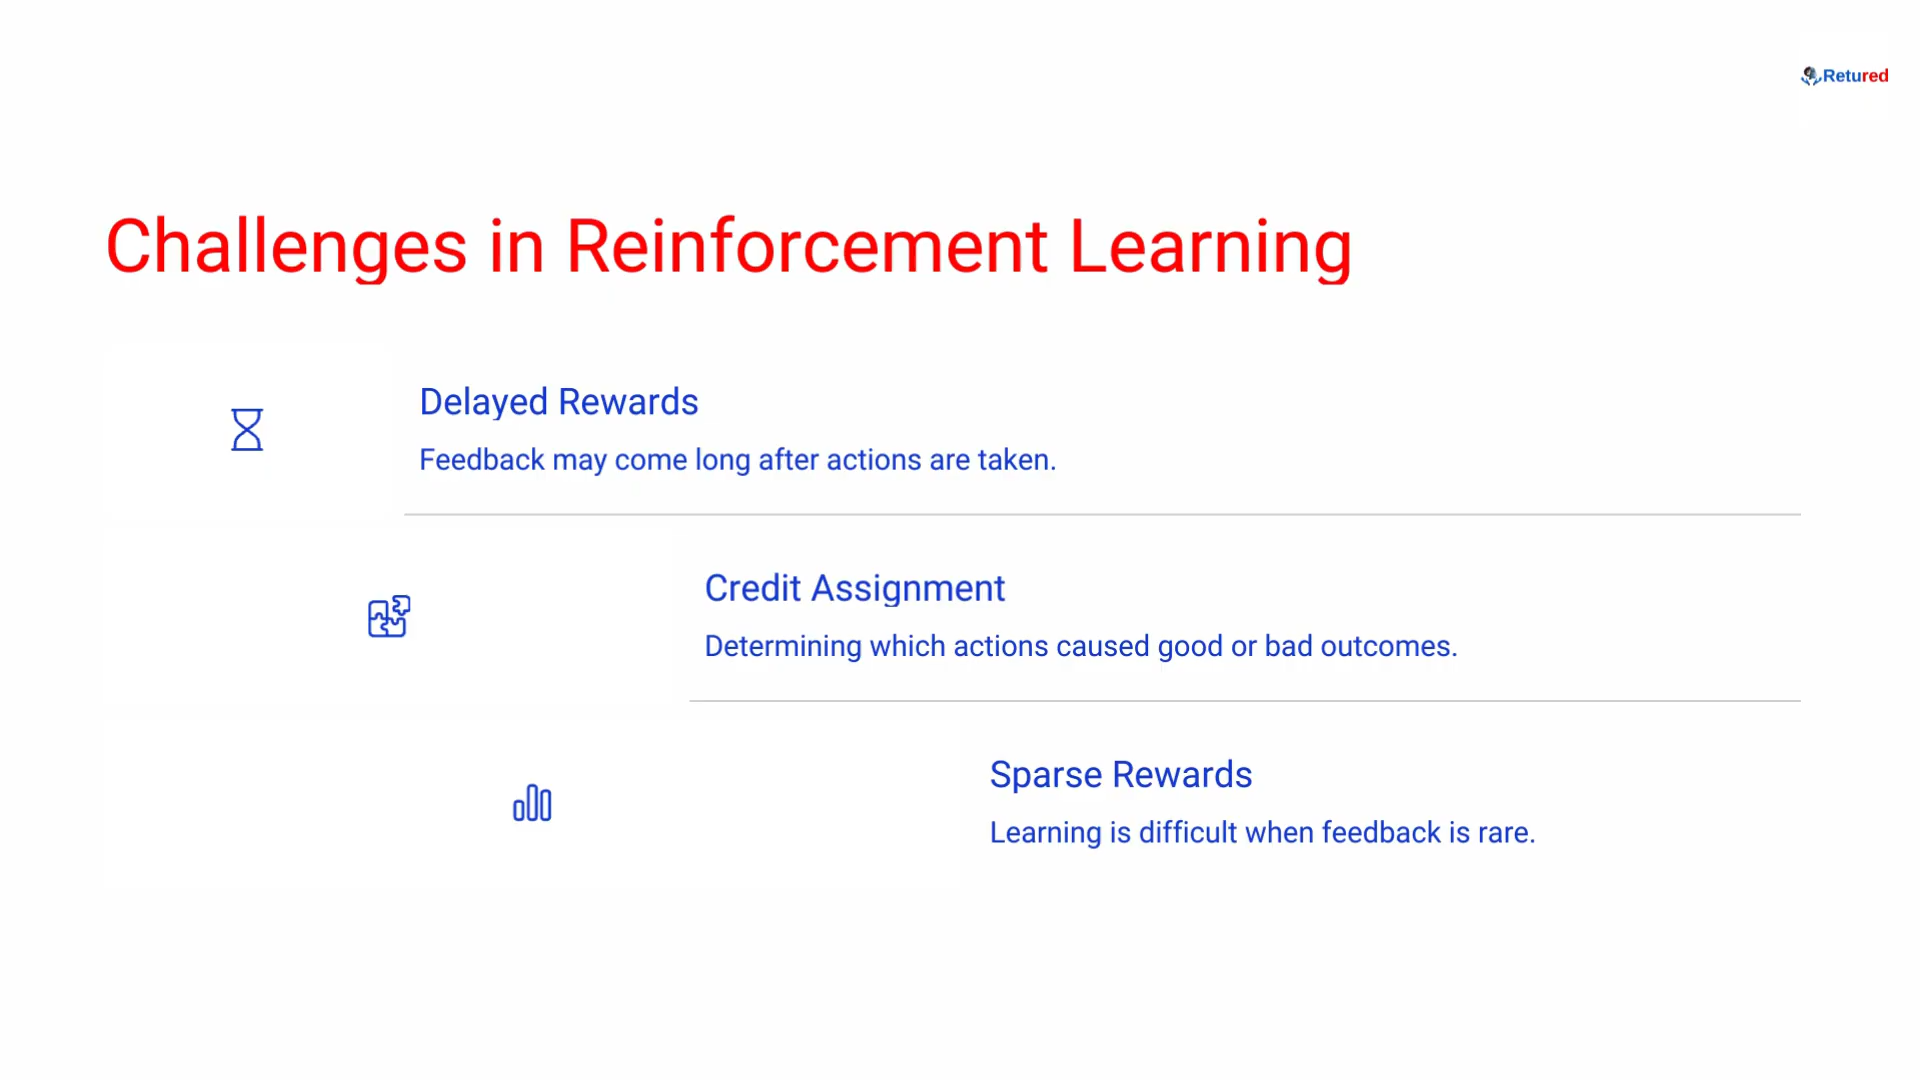 Retured
Challenges in Reinforcement Learning
Delayed Rewards
Feedback may come long after actions are taken.
Credit Assignment
Determining which actions caused good or bad outcomes.
Sparse Rewards
Learning is difficult when feedback is rare.